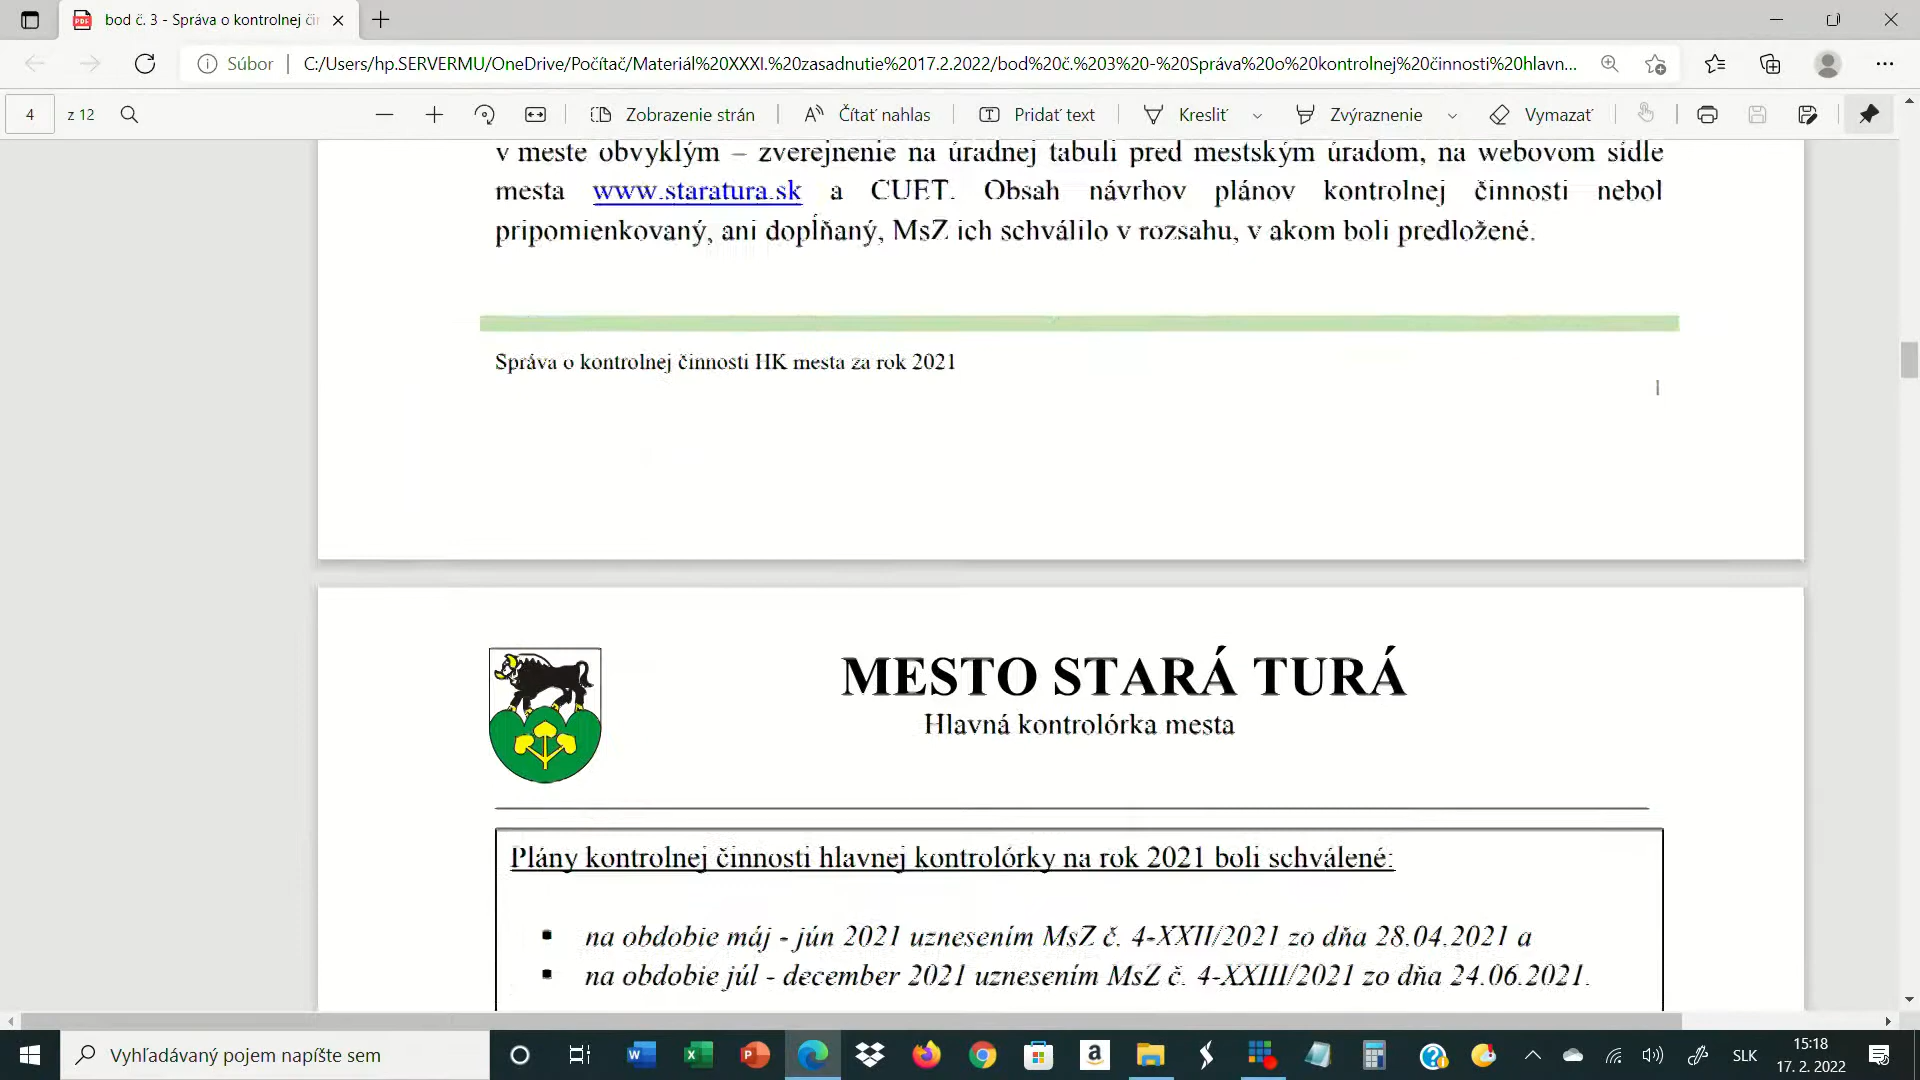 bod č. 3 - Správa o kontrolnej či
Súbor
C:/Users/hp.SERVERMU/OneDrive/Počítač/Materiál%20XXXI.%20zasadnutie%2017.2.2022/bod%20č.%203%20-%20Správa%20o%20kontrolnej%20činnosti%20hlavn...
4 z 12
Zobrazenie strán
Čítať nahlas
Pridať text
Kresliť
Zvýraznenie
Vymazať
v meste obvyklým – zverejnenie na úradnej tabuli pred mestským úradom, na webovom sídle
mesta www.staratura.sk a CUET. Obsah návrhov plánov kontrolnej činnosti nebol
pripomienkovaný, ani dopĺňaný, MsZ ich schválilo v rozsahu, v akom boli predložené.
Správa o kontrolnej činnosti HK mesta za rok 2021
MESTO STARÁ TURÁ
Hlavná kontrolórka mesta
Plány kontrolnej činnosti hlavnej kontrolórky na rok 2021 boli schválené:
▪ na obdobie máj - jún 2021 uznesením MsZ č. 4-XXII/2021 zo dňa 28.04.2021 a
▪ na obdobie júl - december 2021 uznesením MsZ č. 4-XXIII/2021 zo dňa 24.06.2021.
Vyhľadávaný pojem napíšte sem
SLK
15:18
17. 2. 2022